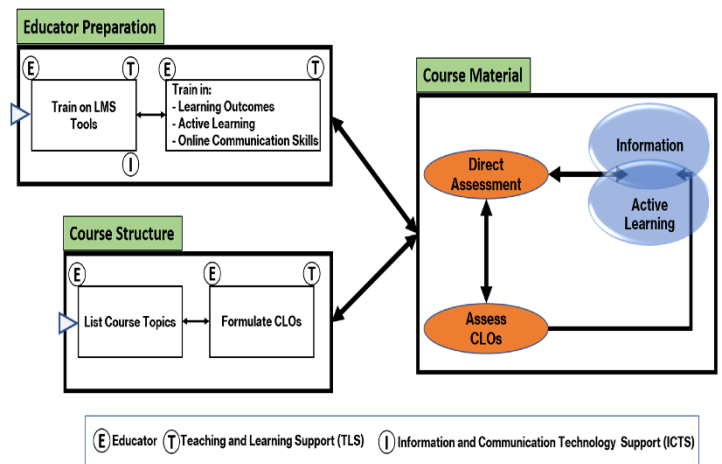 Educator Preparation
E
T
Train on LMS
Tools
I
E
T
Train in:
- Learning Outcomes
- Active Learning
- Online Communication Skills
Course Structure
E
List Course Topics
E
T
Formulate CLOs
Course Material
Direct
Assessment
Information
Active
Learning
Assess
CLOs
E Educator T Teaching and Learning Support (TLS) I Information and Communication Technology Support (ICTS)